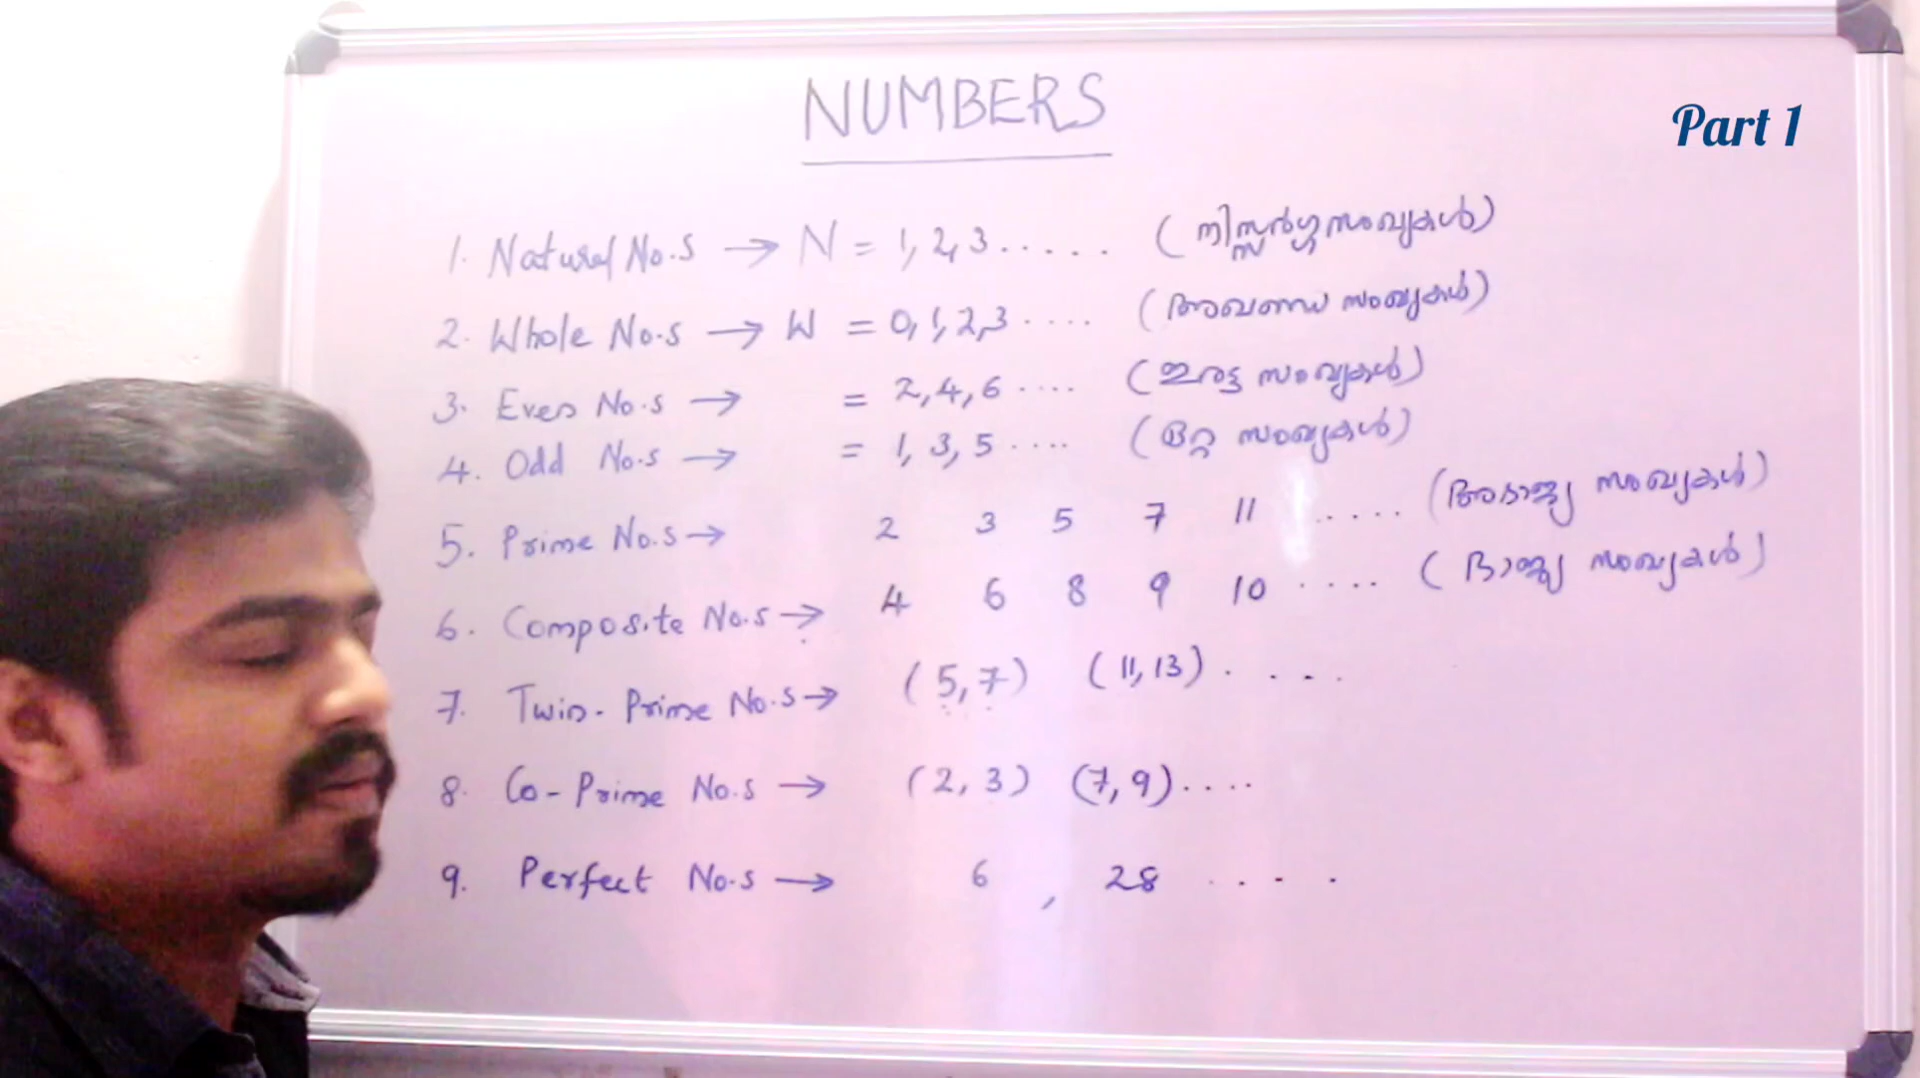 NUMBERS
Part 1
1. Natural No.s → N = 1, 2, 3 ..... (നിസ്സർഗ്ഗസംഖ്യകൾ)
2. Whole No.s → W = 0, 1, 2, 3 .... (അഖണ്ഡ സംഖ്യകൾ)
3. Even No.s → = 2, 4, 6 .... (ഇരട്ട സംഖ്യകൾ)
4. Odd No.s → = 1, 3, 5 .... (ഒറ്റ സംഖ്യകൾ)
5. Prime No.s → 2 3 5 7 11 ..... (അഭാജ്യ സംഖ്യകൾ)
6. Composite No.s → 4 6 8 9 10 .... (ഭാജ്യ സംഖ്യകൾ)
7. Twin-Prime No.s → (5, 7) (11, 13) ....
8. Co-Prime No.s → (2, 3) (7, 9) ....
9. Perfect No.s → 6 , 28 ....